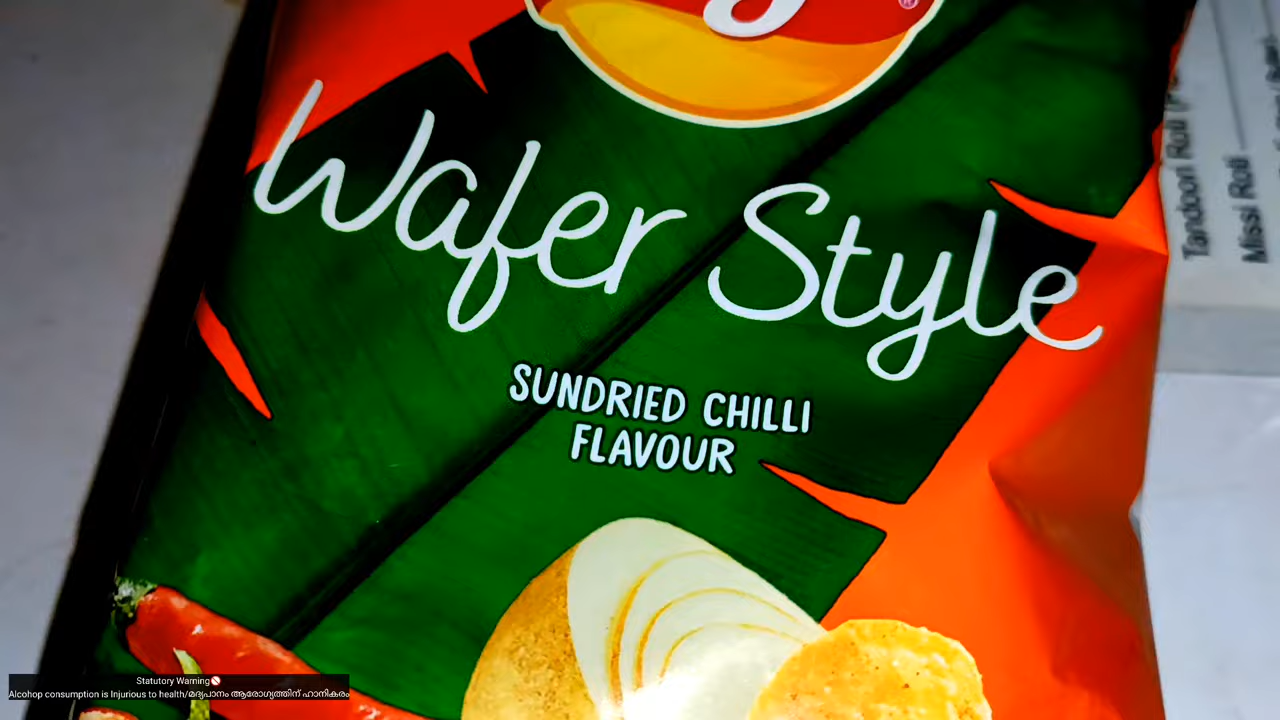 Wafer Style
SUNDRIED CHILLI
FLAVOUR
Tandoori Roti
Missi Roti
Statutory Warning🚫
Alcohop consumption is Injurious to health/മദ്യപാനം ആരോഗ്യത്തിന് ഹാനികരം